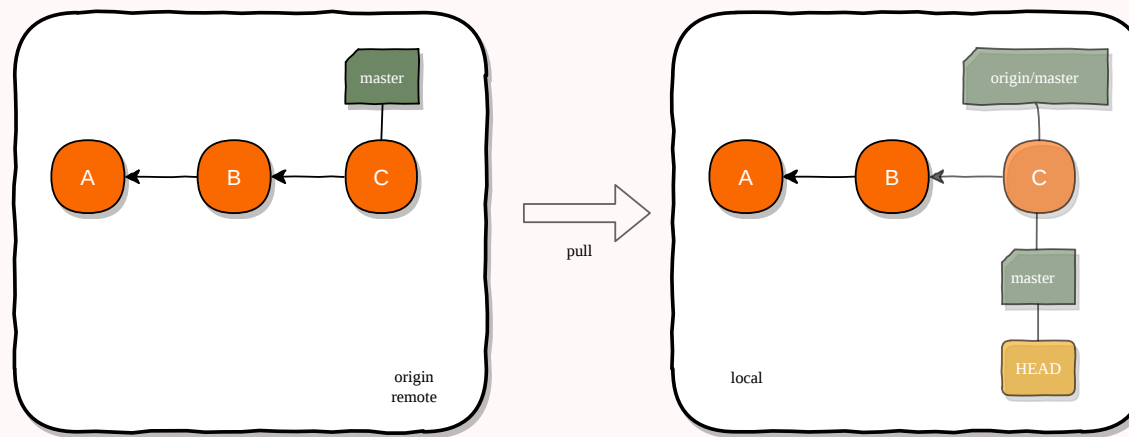 master
A
B
C
origin
remote
pull
origin/master
A
B
C
master
HEAD
local